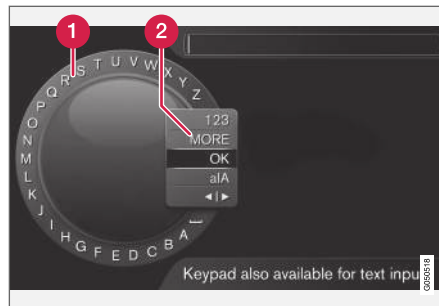 1
2
A B C D E F G H I J K L M N O P Q R S T U V W X Y Z
123
MORE
OK
a|A
Keypad also available for text inpu
G050518